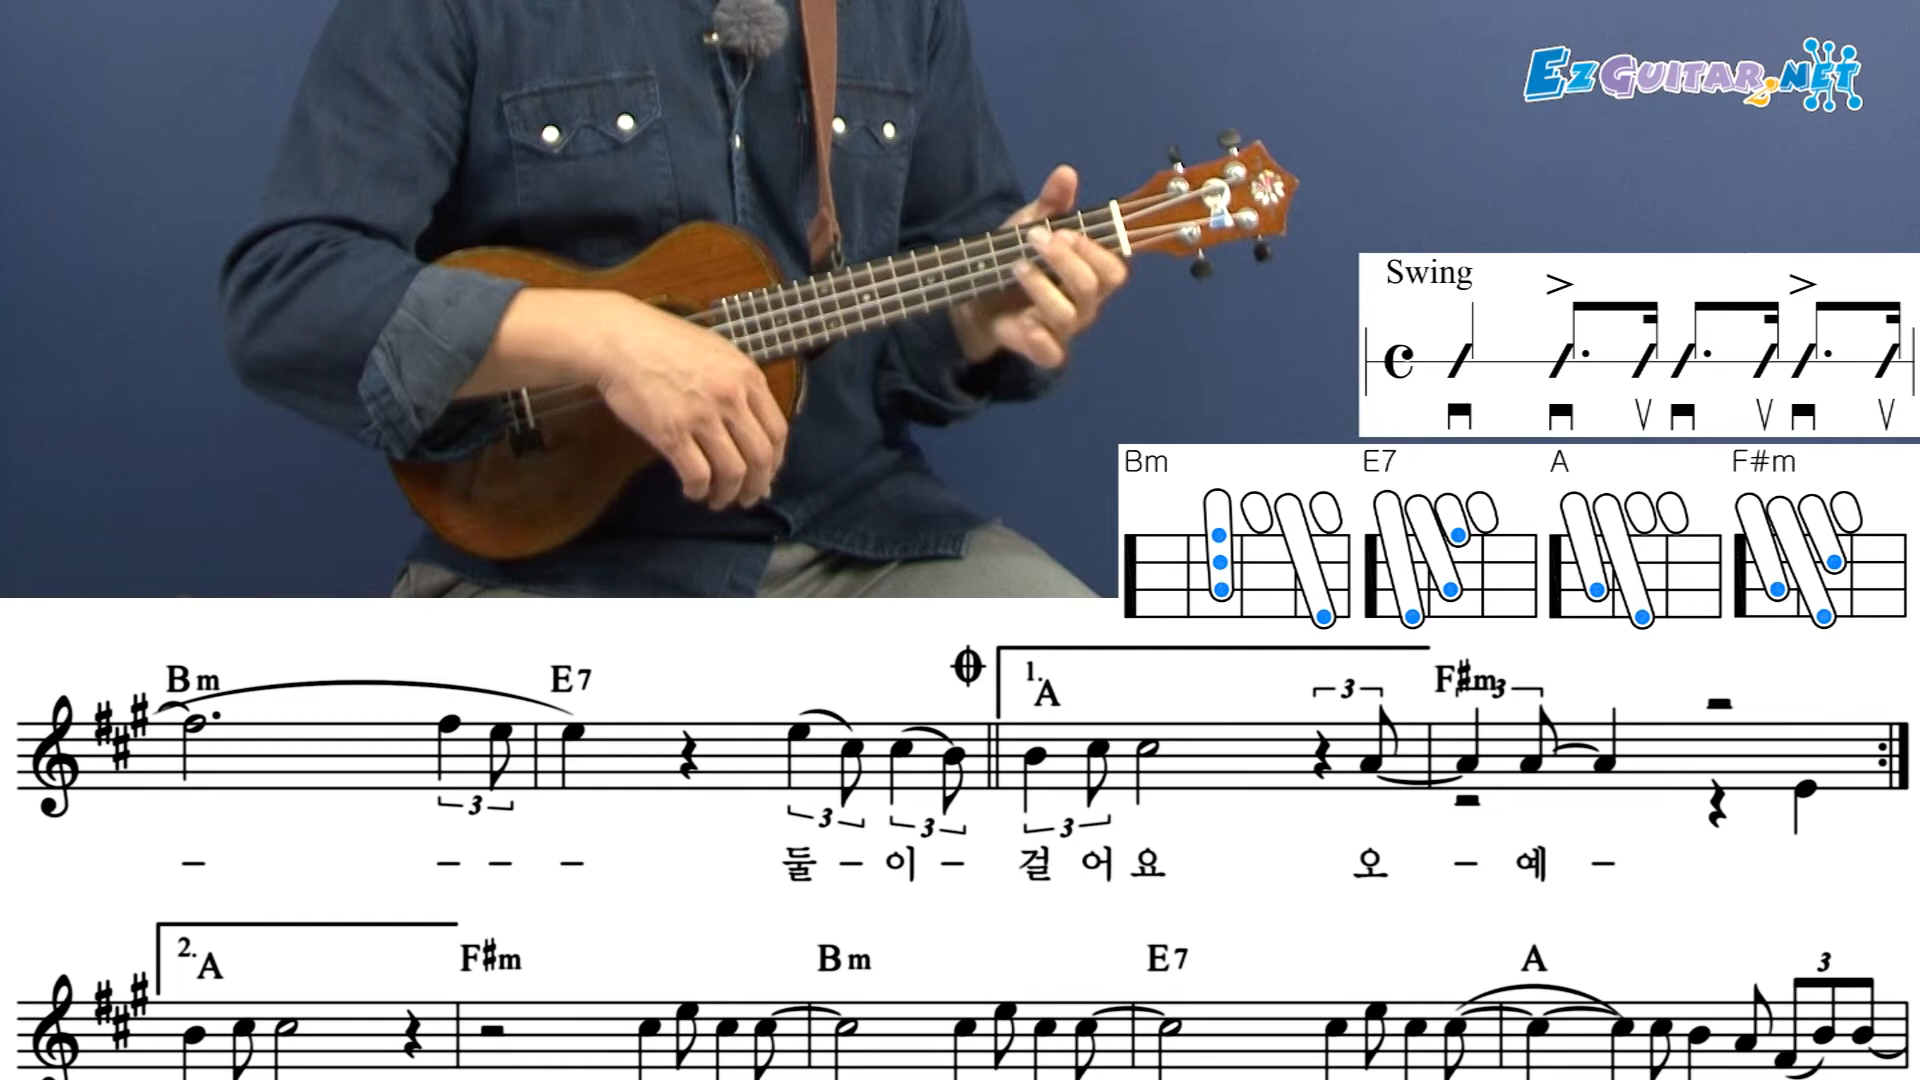 EZGUITAR.NET
Swing
Bm E7 A F#m
Bm E7 1. A F#m
3 3 3 3 3 3
둘 - 이 - 걸 어 요 오 - 예 -
2. A F#m Bm E7 A
3